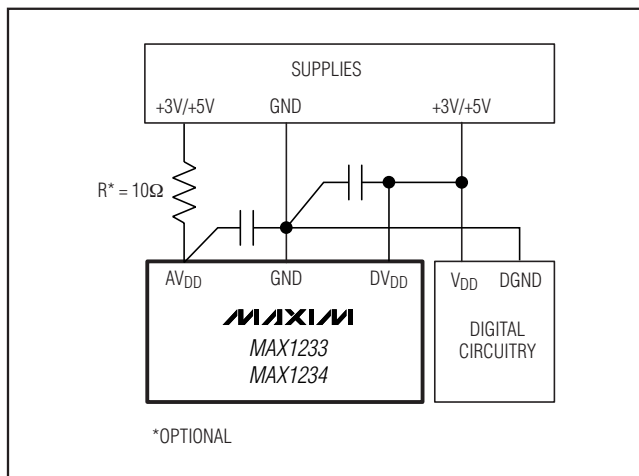 SUPPLIES
+3V/+5V GND +3V/+5V
R* = 10Ω
AVDD GND DVDD VDD DGND
MAXIM
MAX1233
MAX1234
DIGITAL
CIRCUITRY
*OPTIONAL